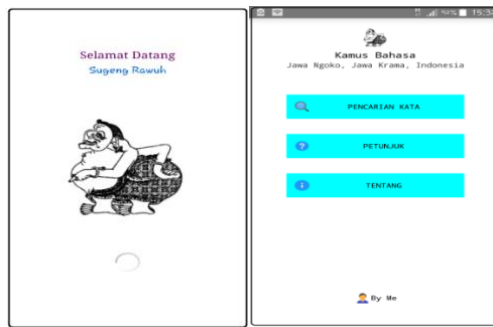 Selamat Datang
Sugeng Rawuh
Kamus Bahasa
Jawa Ngoko, Jawa Krama, Indonesia
PENCARIAN KATA
PETUNJUK
TENTANG
By Me